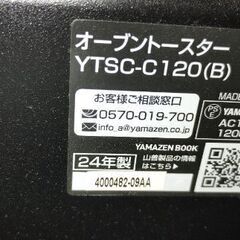 オーブントースター
YTSC-C120(B)
お客様ご相談窓口
0570-019-700
info_a@yamazen.co.jp
MADE
PS E
YAM
AC1
120
YAMAZEN BOOK
24年製
山善製品の情報
はこちら▶
4000482-09AA